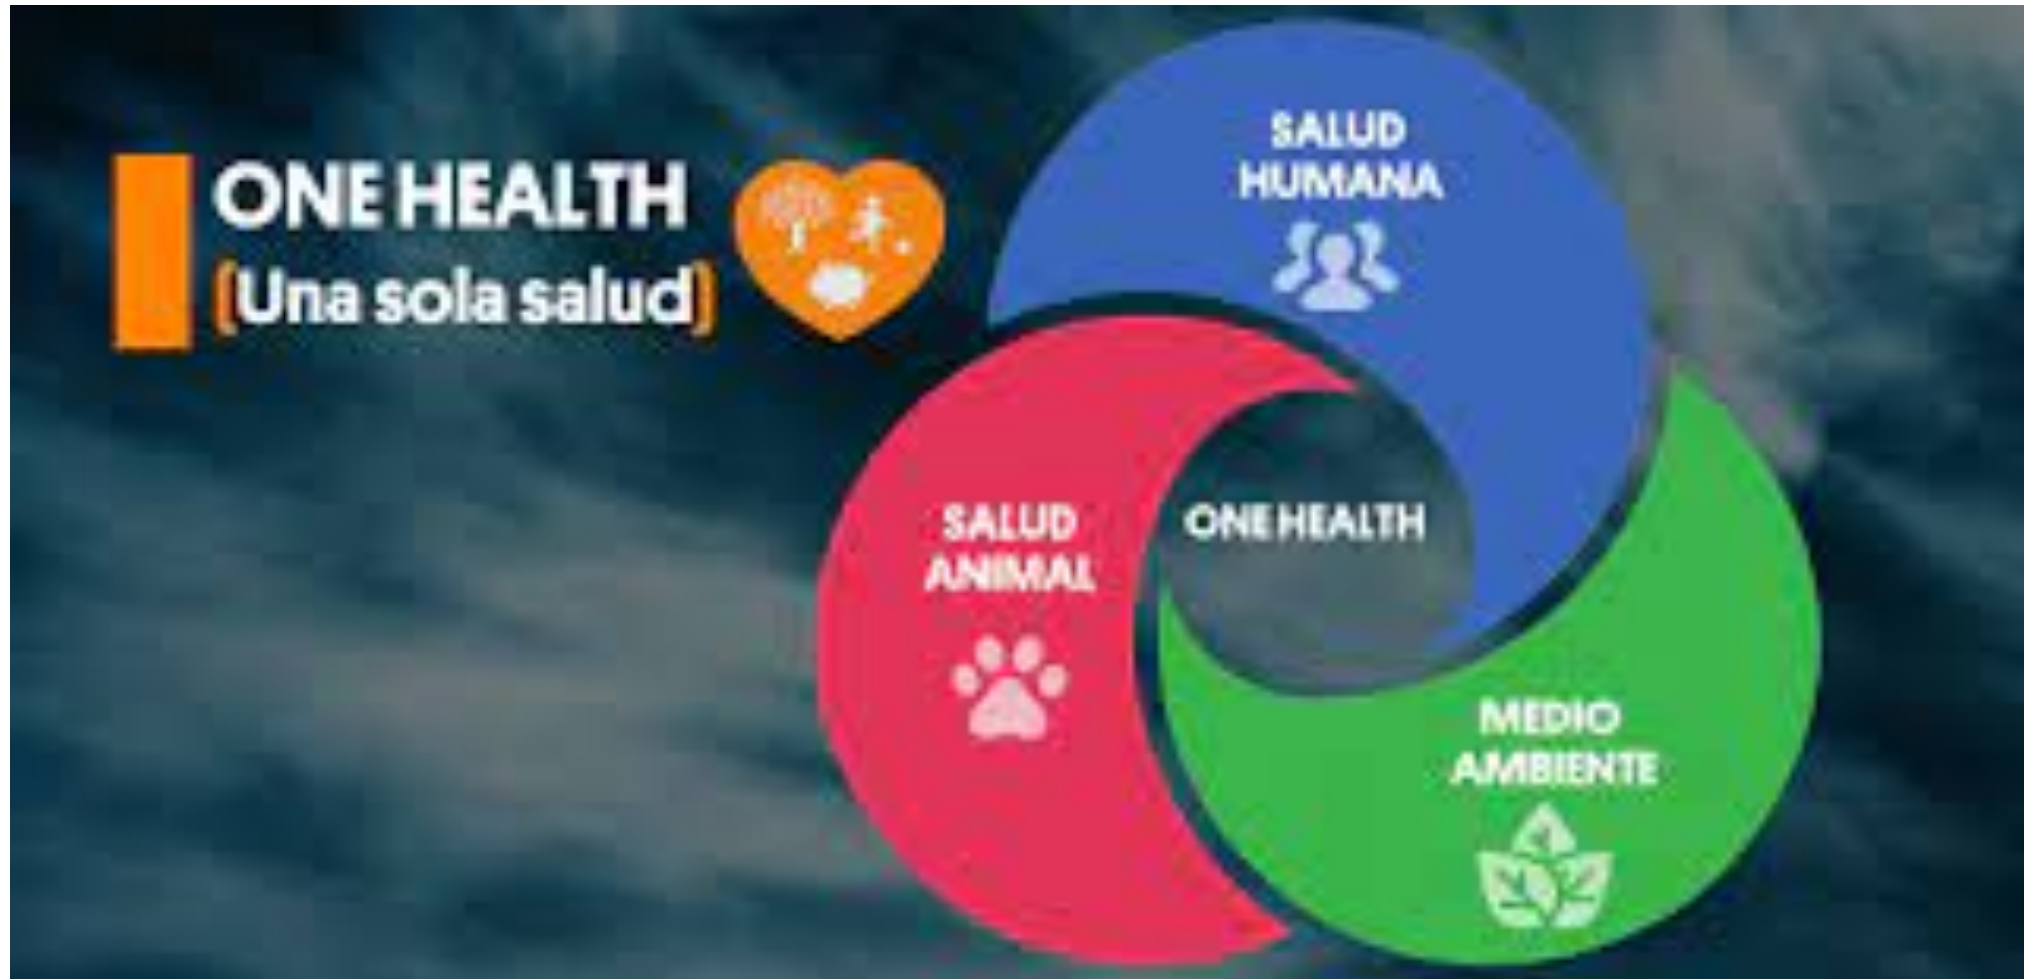 ONE HEALTH
(Una sola salud)
SALUD
HUMANA
SALUD
ANIMAL
ONE HEALTH
MEDIO
AMBIENTE